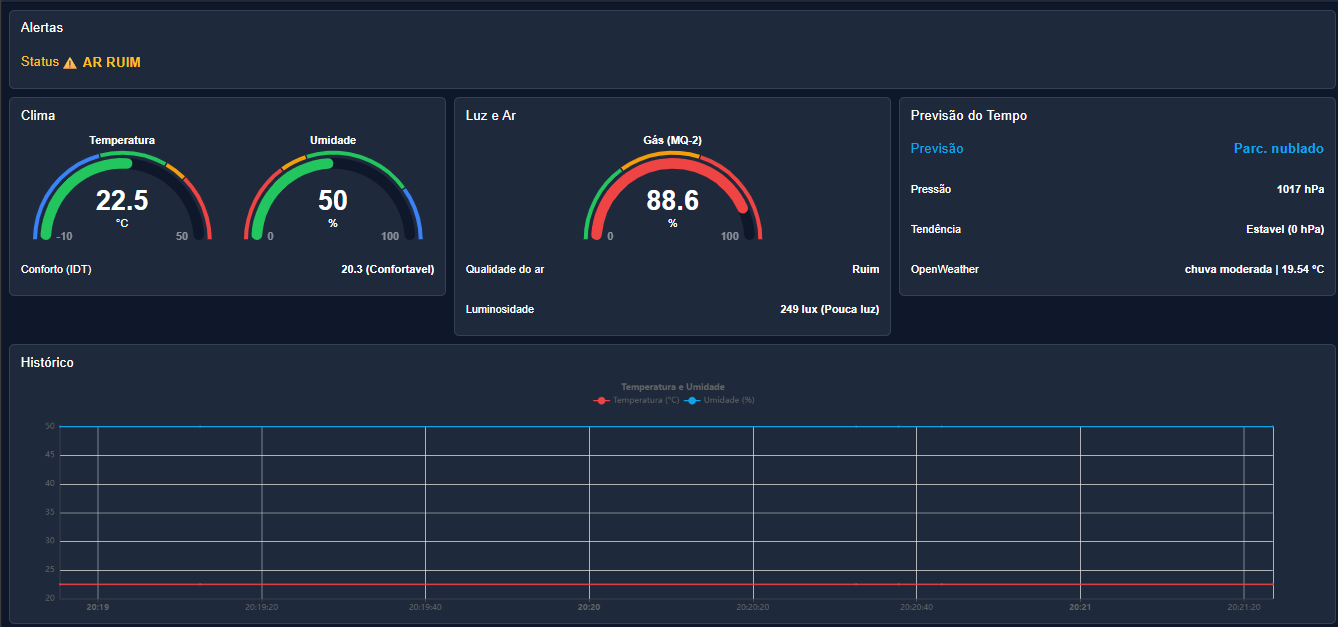 Alertas
Status ⚠ AR RUIM
Clima
Temperatura
22.5
°C
-10
50
Umidade
50
%
0
100
Conforto (IDT)
20.3 (Confortavel)
Luz e Ar
Gás (MQ-2)
88.6
%
0
100
Qualidade do ar
Ruim
Luminosidade
249 lux (Pouca luz)
Previsão do Tempo
Previsão
Parc. nublado
Pressão
1017 hPa
Tendência
Estavel (0 hPa)
OpenWeather
chuva moderada | 19.54 °C
Histórico
Temperatura e Umidade
Temperatura (°C) Umidade (%)
50
45
40
35
30
25
20
20:19 20:19:20 20:19:40 20:20 20:20:20 20:20:40 20:21 20:21:20